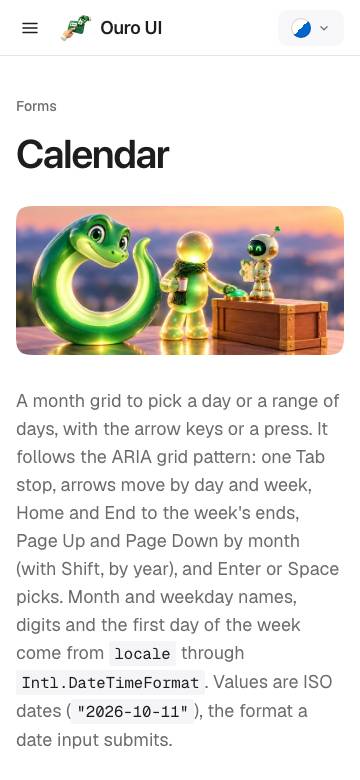 Ouro UI
Forms
Calendar
A month grid to pick a day or a range of
days, with the arrow keys or a press. It
follows the ARIA grid pattern: one Tab
stop, arrows move by day and week,
Home and End to the week's ends,
Page Up and Page Down by month
(with Shift, by year), and Enter or Space
picks. Month and weekday names,
digits and the first day of the week
come from locale through
Intl.DateTimeFormat. Values are ISO
dates ("2026-10-11"), the format a
date input submits.